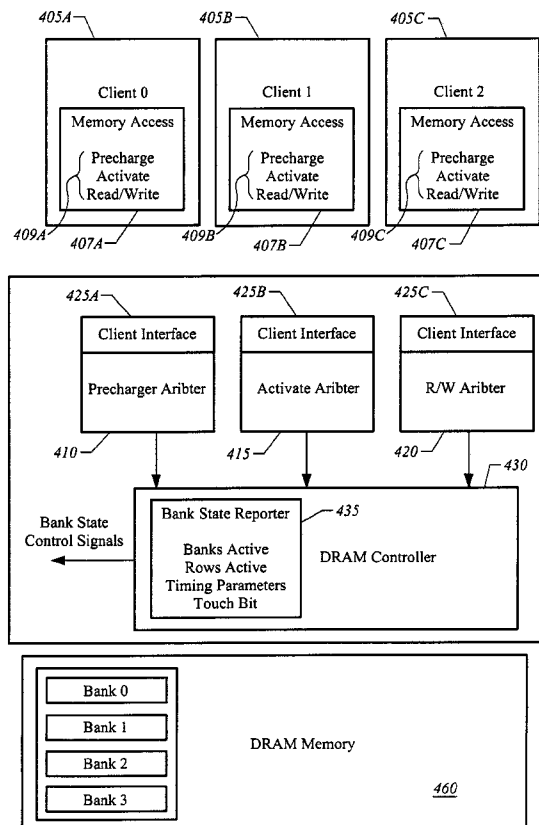 405A
405B
405C
Client 0
Client 1
Client 2
Memory Access
Precharge
Activate
Read/Write
Memory Access
Precharge
Activate
Read/Write
Memory Access
Precharge
Activate
Read/Write
409A
407A
409B
407B
409C
407C
425A
425B
425C
Client Interface
Client Interface
Client Interface
Precharger Aribter
Activate Aribter
R/W Aribter
410
415
420
430
Bank State Reporter
435
Bank State
Control Signals
Banks Active
Rows Active
Timing Parameters
Touch Bit
DRAM Controller
Bank 0
Bank 1
Bank 2
Bank 3
DRAM Memory
460